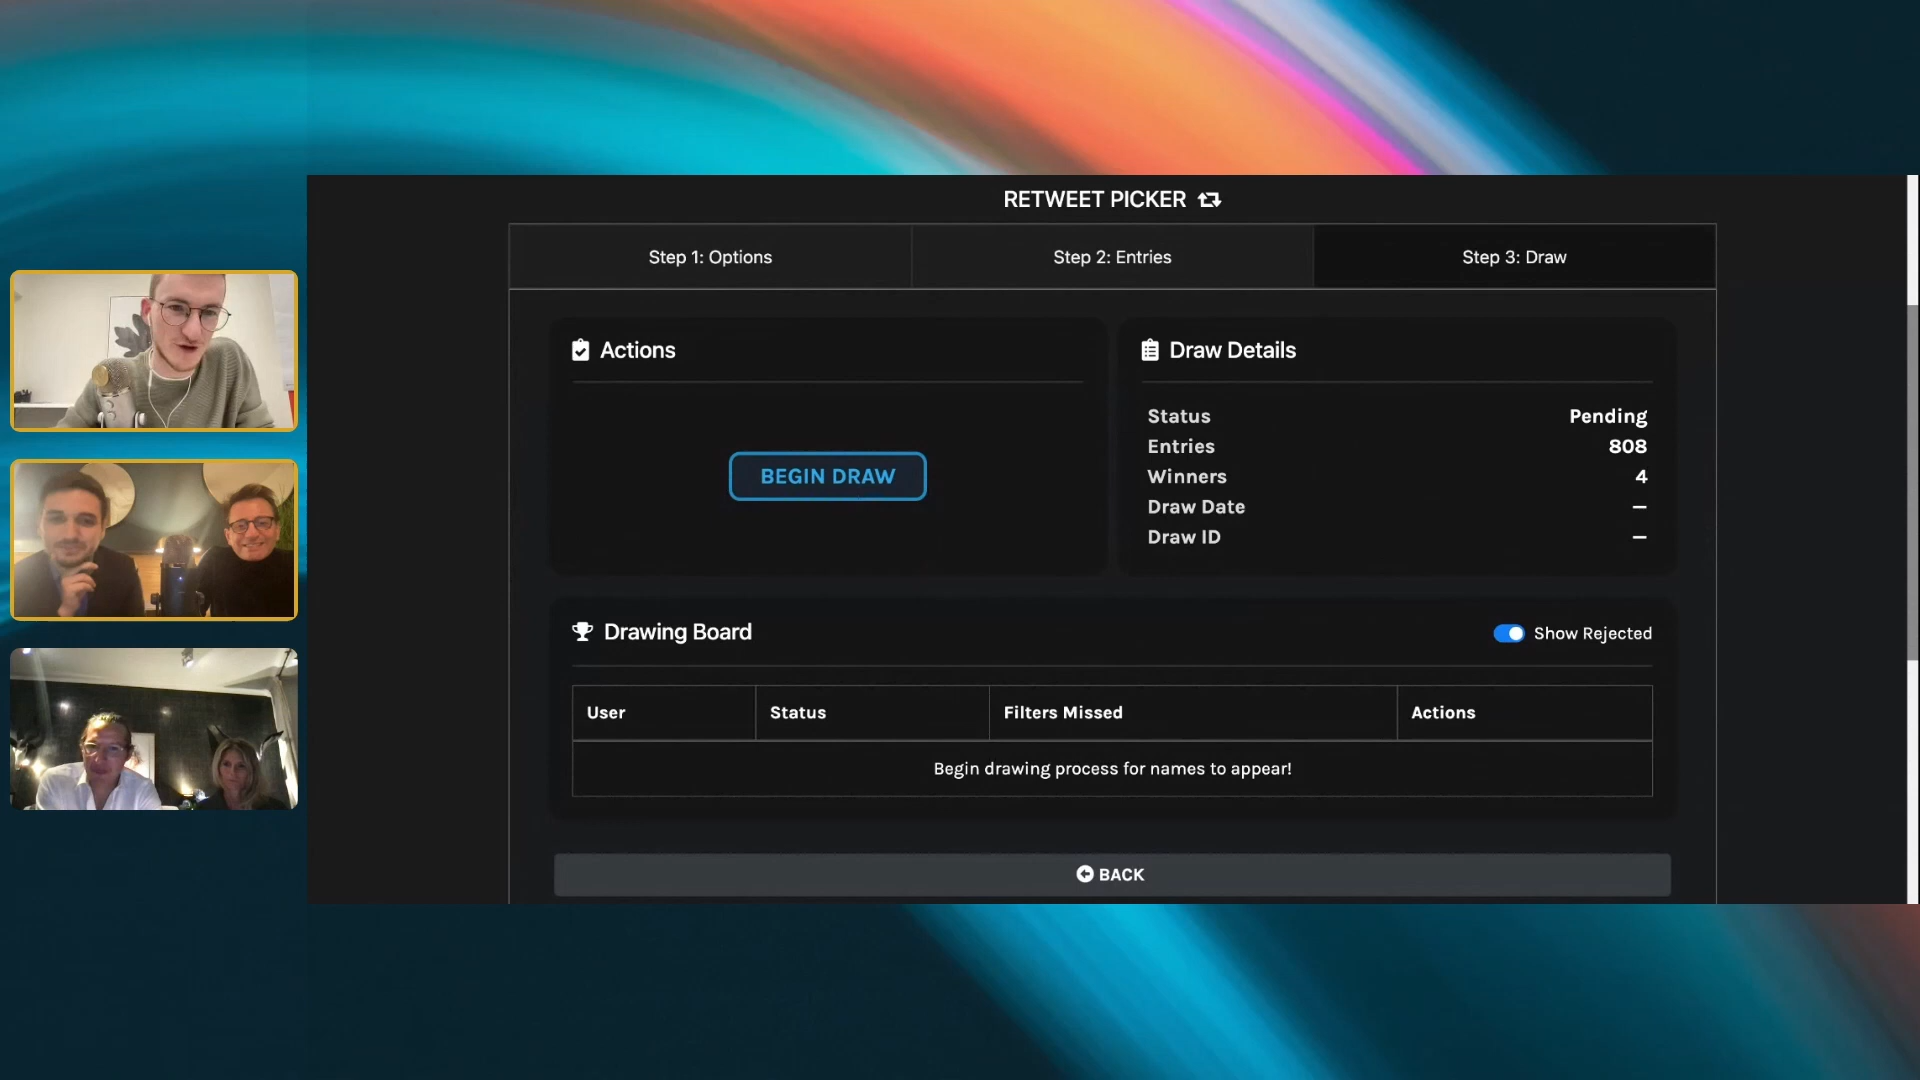 RETWEET PICKER
Step 1: Options
Step 2: Entries
Step 3: Draw
Actions
BEGIN DRAW
Draw Details
Status Pending
Entries 808
Winners 4
Draw Date —
Draw ID —
Drawing Board
Show Rejected
User Status Filters Missed Actions
Begin drawing process for names to appear!
BACK